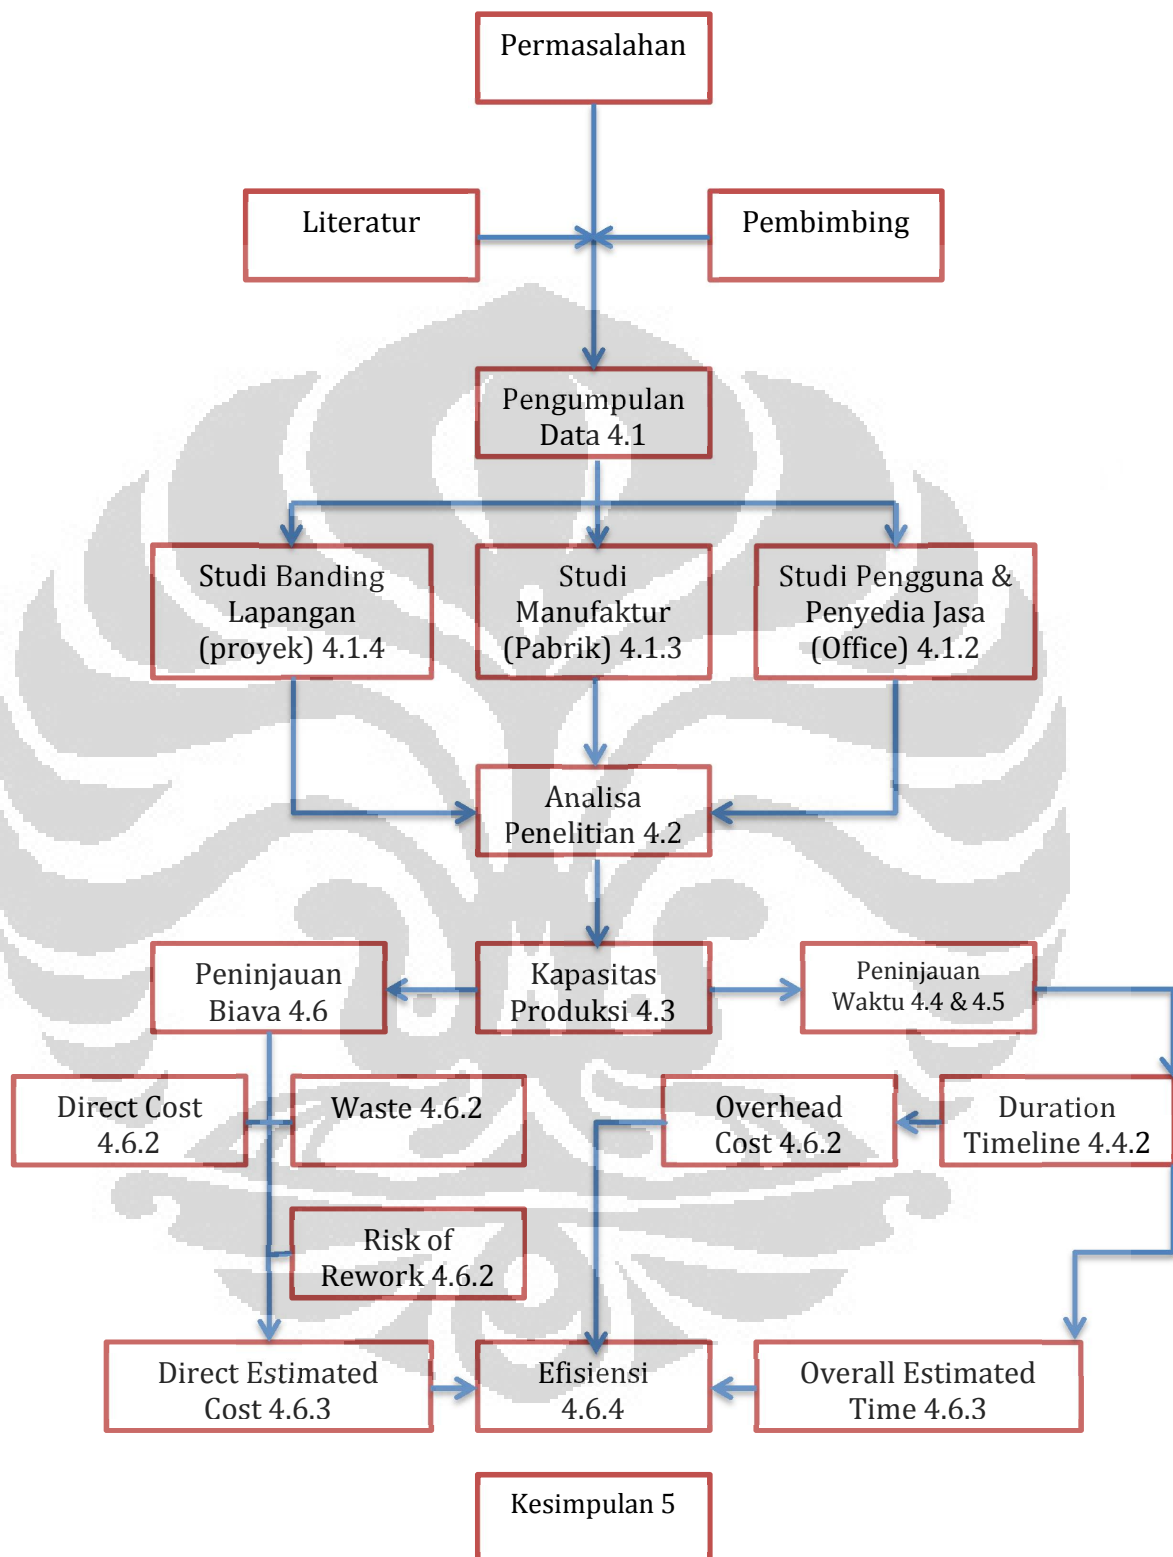 Permasalahan
Literatur
Pembimbing
Pengumpulan
Data 4.1
Studi Banding
Lapangan
(proyek) 4.1.4
Studi
Manufaktur
(Pabrik) 4.1.3
Studi Pengguna &
Penyedia Jasa
(Office) 4.1.2
Analisa
Penelitian 4.2
Peninjauan
Biava 4.6
Kapasitas
Produksi 4.3
Peninjauan
Waktu 4.4 & 4.5
Direct Cost
4.6.2
Waste 4.6.2
Overhead
Cost 4.6.2
Duration
Timeline 4.4.2
Risk of
Rework 4.6.2
Direct Estimated
Cost 4.6.3
Efisiensi
4.6.4
Overall Estimated
Time 4.6.3
Kesimpulan 5